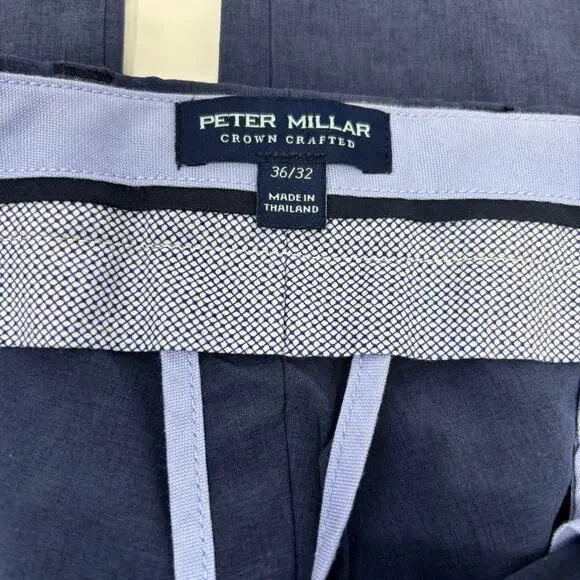 PETER MILLAR
CROWN CRAFTED
36/32
MADE IN
THAILAND